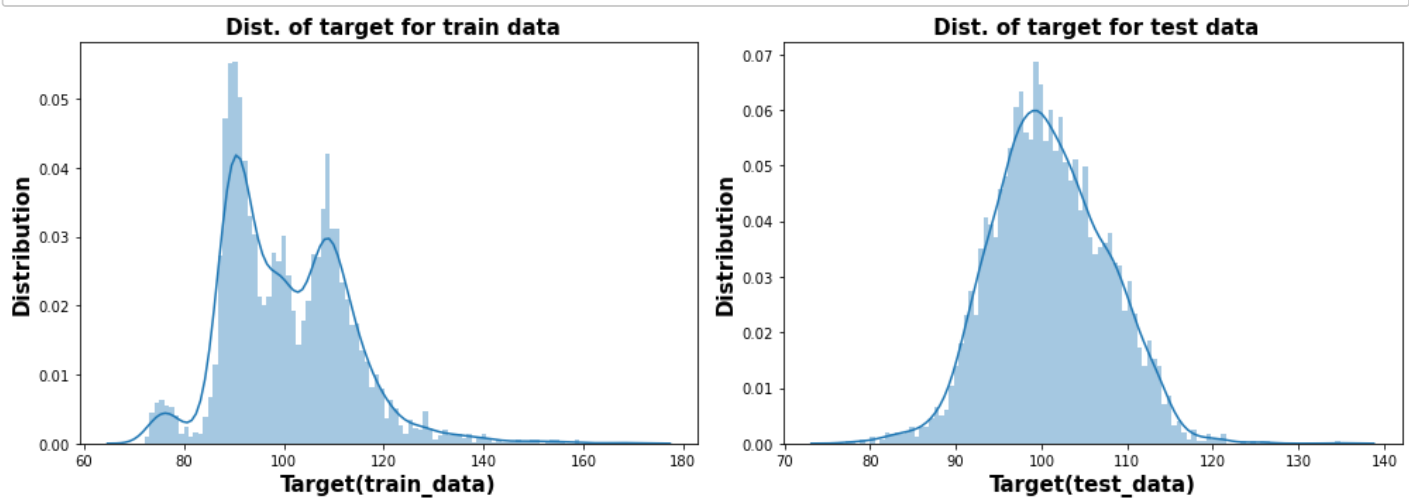 Dist. of target for train data
0.05
0.04
0.03
0.02
0.01
0.00
60 80 100 120 140 160 180
Distribution
Target(train_data)
Dist. of target for test data
0.07
0.06
0.05
0.04
0.03
0.02
0.01
0.00
70 80 90 100 110 120 130 140
Distribution
Target(test_data)